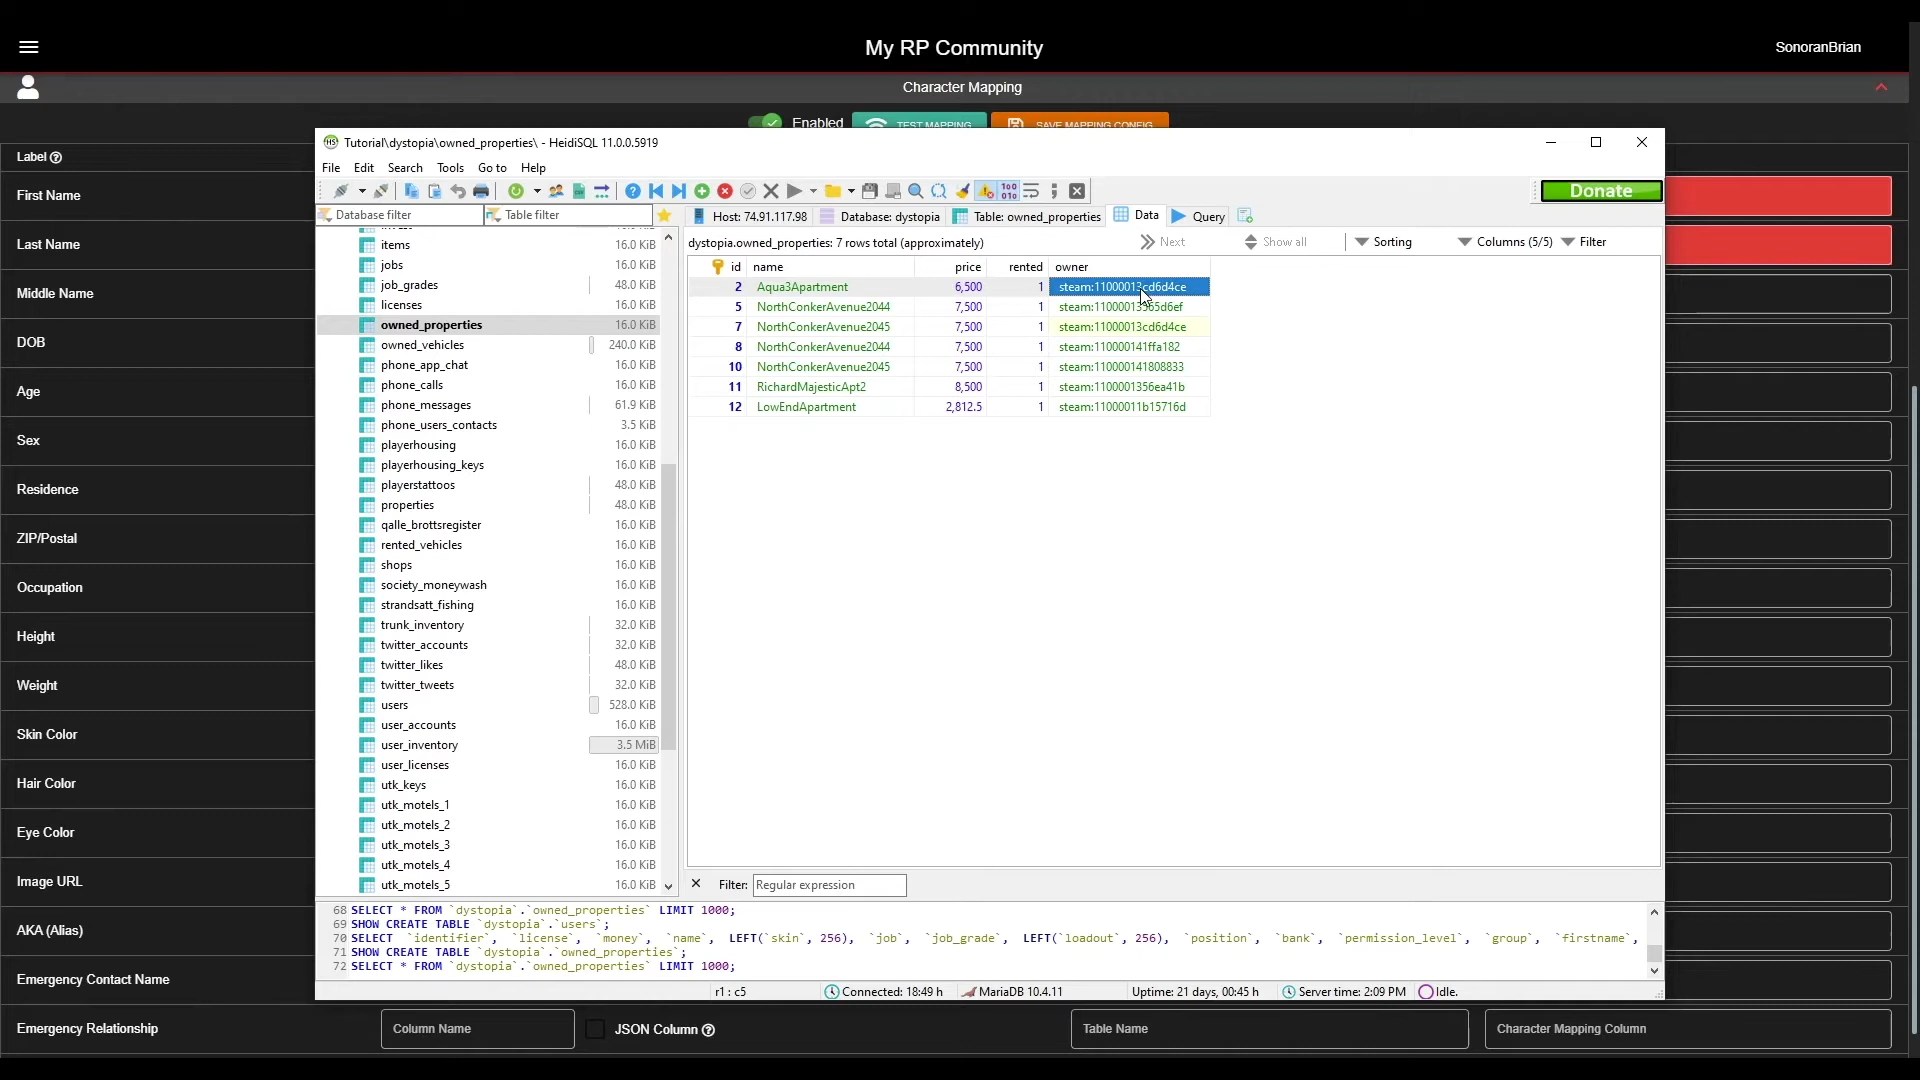 My RP Community
SonoranBrian
Character Mapping
Enabled
TEST MAPPING
SAVE MAPPING CONFIG
Label
First Name
Last Name
Middle Name
DOB
Age
Sex
Residence
ZIP/Postal
Occupation
Height
Weight
Skin Color
Hair Color
Eye Color
Image URL
AKA (Alias)
Emergency Contact Name
Emergency Relationship
Column Name
JSON Column
Table Name
Character Mapping Column
Tutorial\dystopia\owned_properties\ - HeidiSQL 11.0.0.5919
File Edit Search Tools Go to Help
Donate
Database filter
Table filter
Host: 74.91.117.98
Database: dystopia
Table: owned_properties
Data
Query
items 16.0 KiB
jobs 16.0 KiB
job_grades 48.0 KiB
licenses 16.0 KiB
owned_properties 16.0 KiB
owned_vehicles 240.0 KiB
phone_app_chat 16.0 KiB
phone_calls 16.0 KiB
phone_messages 61.9 KiB
phone_users_contacts 3.5 KiB
playerhousing 16.0 KiB
playerhousing_keys 16.0 KiB
playerstattoos 48.0 KiB
properties 48.0 KiB
qalle_brottsregister 16.0 KiB
rented_vehicles 16.0 KiB
shops 16.0 KiB
society_moneywash 16.0 KiB
strandsatt_fishing 16.0 KiB
trunk_inventory 32.0 KiB
twitter_accounts 32.0 KiB
twitter_likes 48.0 KiB
twitter_tweets 32.0 KiB
users 528.0 KiB
user_accounts 16.0 KiB
user_inventory 3.5 MiB
user_licenses 16.0 KiB
utk_keys 16.0 KiB
utk_motels_1 16.0 KiB
utk_motels_2 16.0 KiB
utk_motels_3 16.0 KiB
utk_motels_4 16.0 KiB
utk_motels_5 16.0 KiB
dystopia.owned_properties: 7 rows total (approximately)
Next Show all Sorting Columns (5/5) Filter
id name price rented owner
2 Aqua3Apartment 6,500 1 steam:11000013cd6d4ce
5 NorthConkerAvenue2044 7,500 1
7 NorthConkerAvenue2045 7,500 1 steam:11000013cd6d4ce
8 NorthConkerAvenue2044 7,500 1 steam:110000141ffa182
10 NorthConkerAvenue2045 7,500 1 steam:110000141808833
11 RichardMajesticApt2 8,500 1 steam:1100001356ea41b
12 LowEndApartment 2,812.5 1 steam:11000011b15716d
Filter: Regular expression
68 SELECT * FROM `dystopia`.`owned_properties` LIMIT 1000;
69 SHOW CREATE TABLE `dystopia`.`users`;
70 SELECT `identifier`, `license`, `money`, `name`, LEFT(`skin`, 256), `job`, `job_grade`, LEFT(`loadout`, 256), `position`, `bank`, `permission_level`, `group`, `firstname`,
71 SHOW CREATE TABLE `dystopia`.`owned_properties`;
72 SELECT * FROM `dystopia`.`owned_properties` LIMIT 1000;
r1 : c5
Connected: 18:49 h
MariaDB 10.4.11
Uptime: 21 days, 00:45 h
Server time: 2:09 PM
Idle.